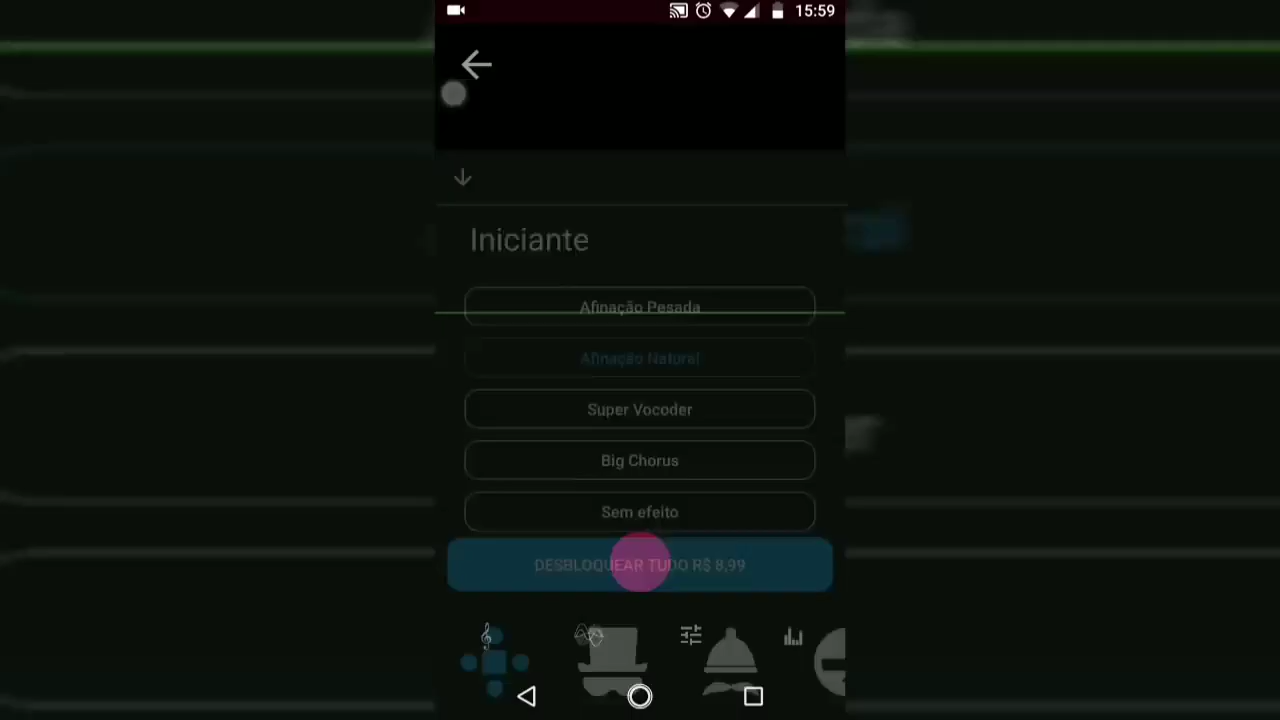 15:59
Iniciante
Afinação Pesada
Afinação Natural
Super Vocoder
Big Chorus
Sem efeito
DESBLOQUEAR TUDO R$ 8,99